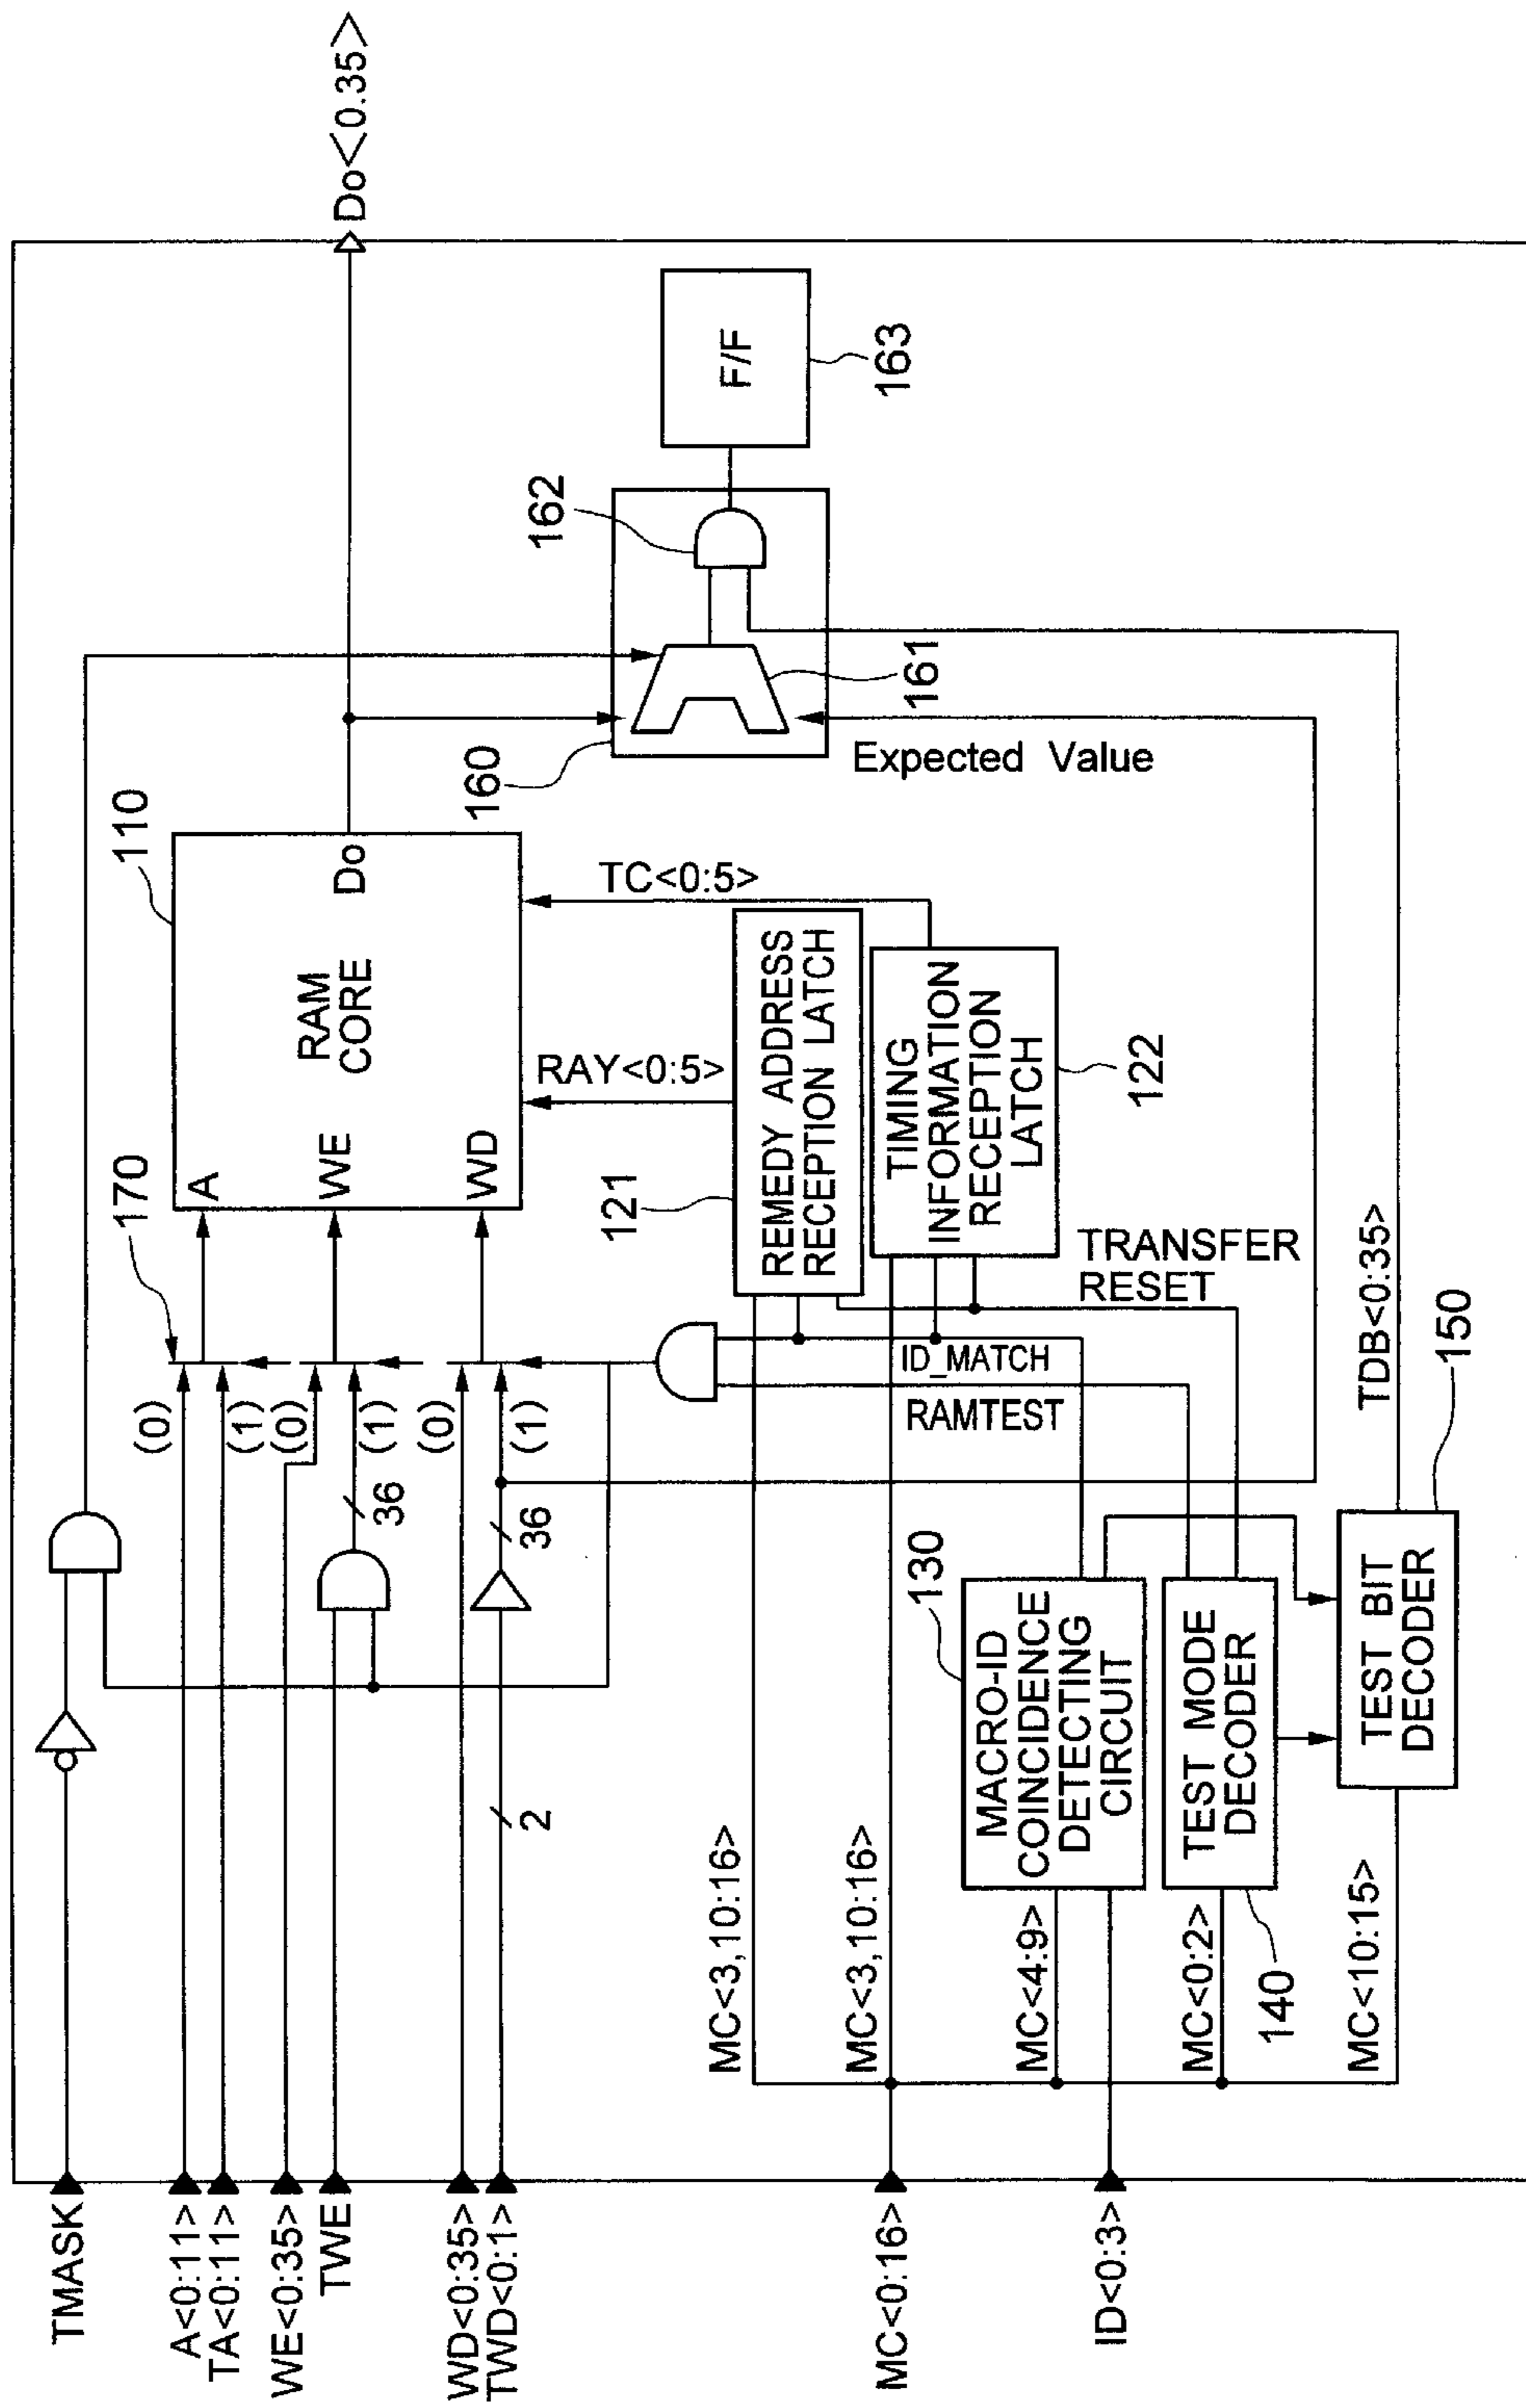 TMASK
A<0:11>
TA<0:11>
WE<0:35>
TWE
WD<0:35>
TWD<0:1>
MC<0:16>
ID<0:3>
Do<0.35>
170
(0)
(1)
(0)
(1)
(0)
(1)
36
36
2
110
A
WE
WD
RAM
CORE
Do
160
161
162
163
F/F
Expected Value
RAY<0:5>
TC<0:5>
121
REMEDY ADDRESS
RECEPTION LATCH
122
TIMING
INFORMATION
RECEPTION
LATCH
TRANSFER
RESET
ID_MATCH
RAMTEST
MC<3,10:16>
MC<3,10:16>
MC<4:9>
MC<0:2>
MC<10:15>
130
MACRO-ID
COINCIDENCE
DETECTING
CIRCUIT
140
TEST MODE
DECODER
150
TEST BIT
DECODER
TDB<0:35>